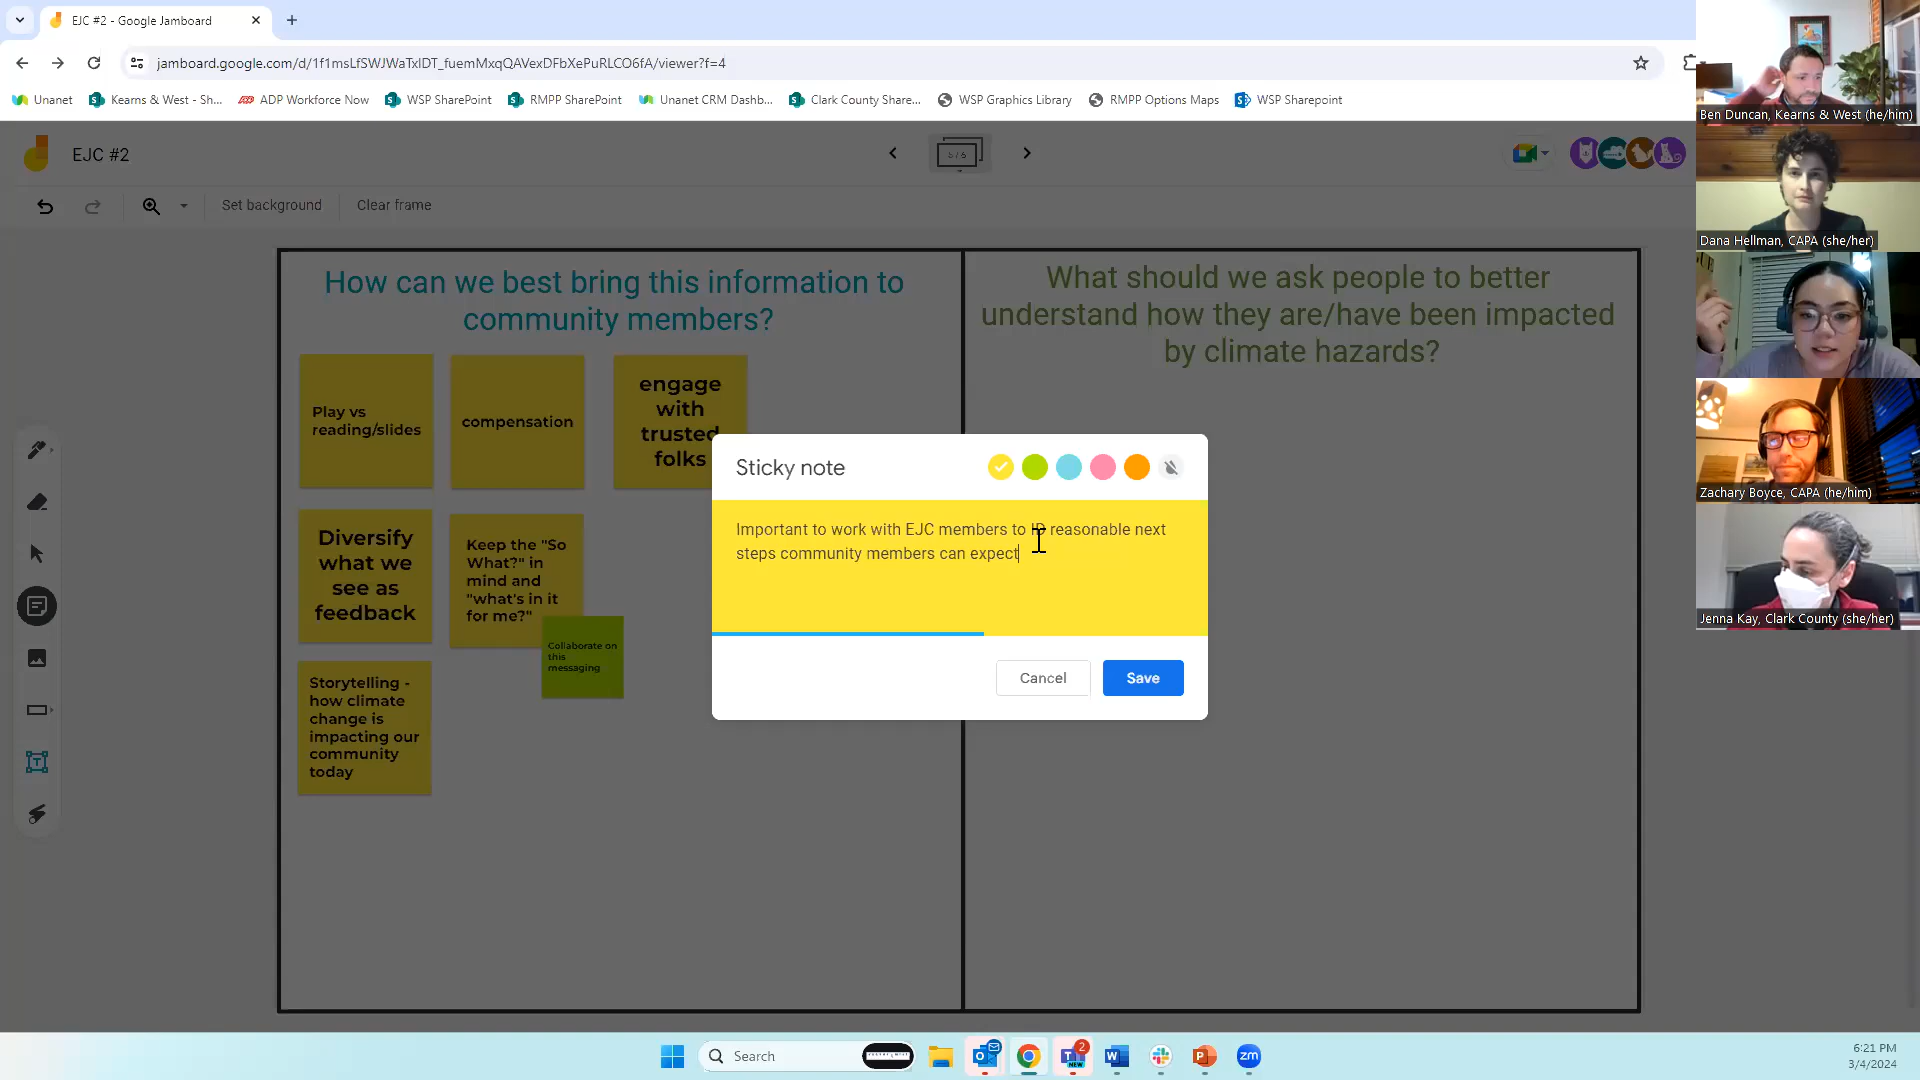 EJC #2 - Google Jamboard
jamboard.google.com/d/1f1msLfSWJWaTxlDT_fuemMxqQAVexDFbXePuRLCO6fA/viewer?f=4
Unanet
Kearns & West - Sh...
ADP Workforce Now
WSP SharePoint
RMPP SharePoint
Unanet CRM Dashb...
Clark County Share...
WSP Graphics Library
RMPP Options Maps
WSP Sharepoint
EJC #2
Set background
Clear frame
How can we best bring this information to
community members?
What should we ask people to better
understand how they are/have been impacted
by climate hazards?
Play vs
reading/slides
compensation
engage
with
trusted
folks
Diversify
what we
see as
feedback
Keep the "So
What?" in
mind and
"what's in it
for me?"
Collaborate on
this
messaging
Storytelling -
how climate
change is
impacting our
community
today
Sticky note
Important to work with EJC members to ID reasonable next
steps community members can expect
Cancel
Save
Ben Duncan, Kearns & West (he/him)
Dana Hellman, CAPA (she/her)
Zachary Boyce, CAPA (he/him)
Jenna Kay, Clark County (she/her)
Search
2
NEW
zm
6:21 PM
3/4/2024